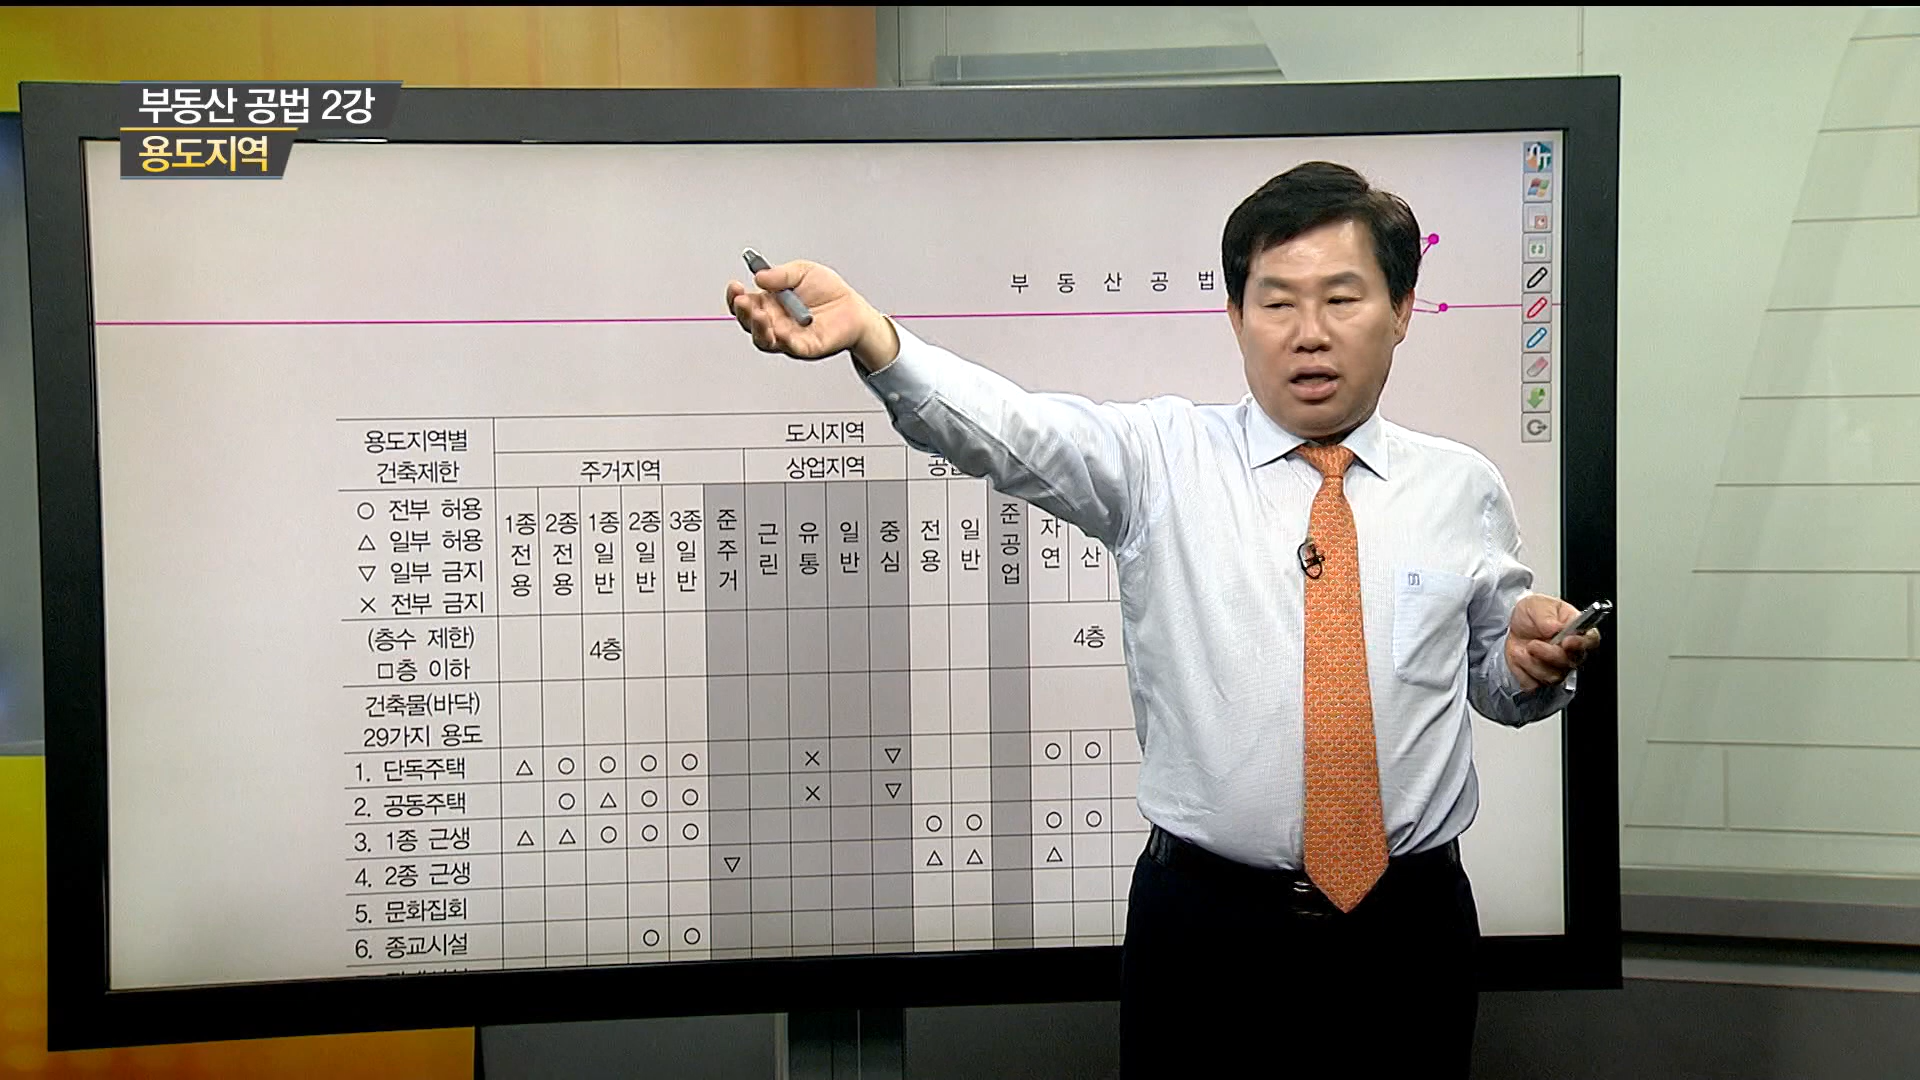 부동산 공법 2강
용도지역
부 동 산 공 법
용도지역별 건축제한
도시지역
주거지역 상업지역
○ 전부 허용
△ 일부 허용
▽ 일부 금지
× 전부 금지
1종전용 2종전용 1종일반 2종일반 3종일반 준주거 근린 유통 일반 중심 전용 일반 준공업 자연 산
(층수 제한)
□층 이하
4층 4층
건축물(바닥)
29가지 용도
1. 단독주택 △ ○ ○ ○ ○ × ▽ ○ ○
2. 공동주택 ○ △ ○ ○ × ▽
3. 1종 근생 △ △ ○ ○ ○ ○ ○ ○ ○
4. 2종 근생 ▽ △ △ △
5. 문화집회
6. 종교시설 ○ ○